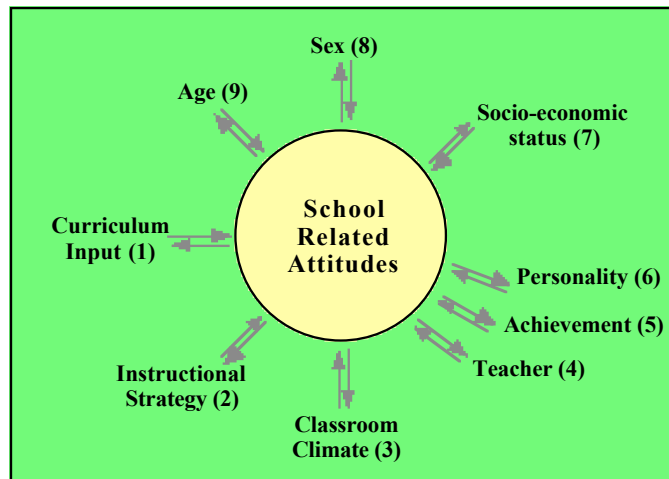 Sex (8)
Age (9)
Socio-economic
status (7)
School
Related
Attitudes
Curriculum
Input (1)
Personality (6)
Achievement (5)
Teacher (4)
Instructional
Strategy (2)
Classroom
Climate (3)